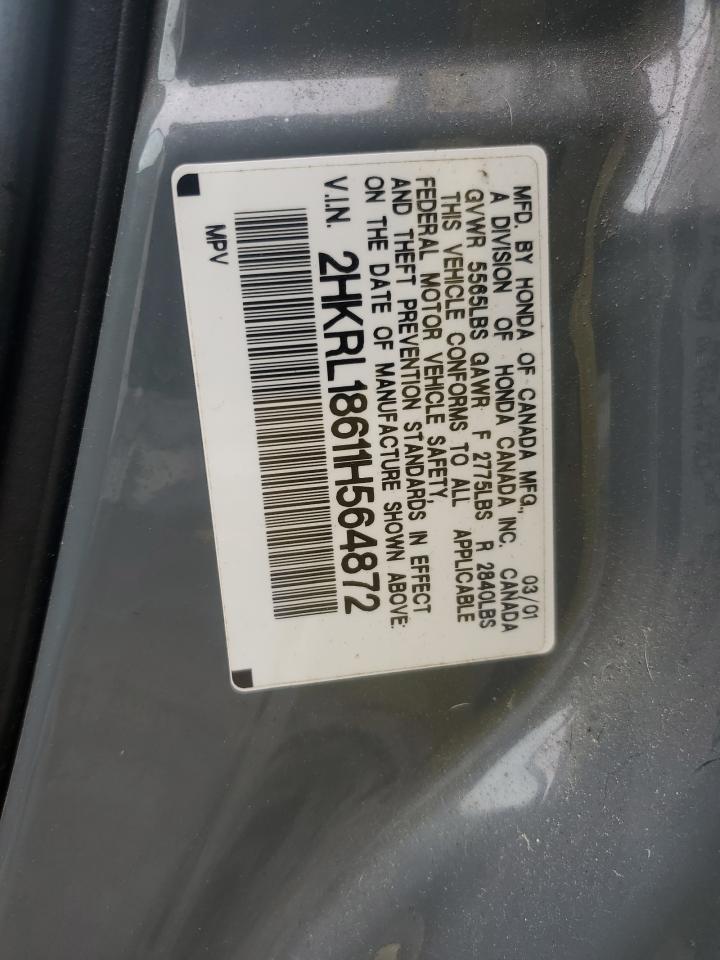 MFD. BY HONDA OF CANADA MFG., 03/01
A DIVISION OF HONDA CANADA INC. CANADA
GVWR 5565LBS GAWR F 2775LBS R 2840LBS
THIS VEHICLE CONFORMS TO ALL APPLICABLE
FEDERAL MOTOR VEHICLE SAFETY,
AND THEFT PREVENTION STANDARDS IN EFFECT
ON THE DATE OF MANUFACTURE SHOWN ABOVE:
V.I.N. 2HKRL18611H564872
MPV